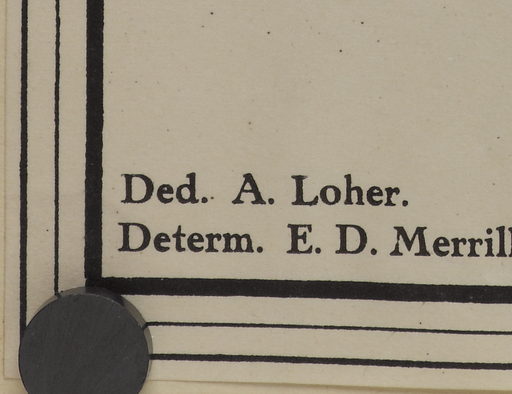 Ded. A. Loher.
Determ. E. D. Merrill